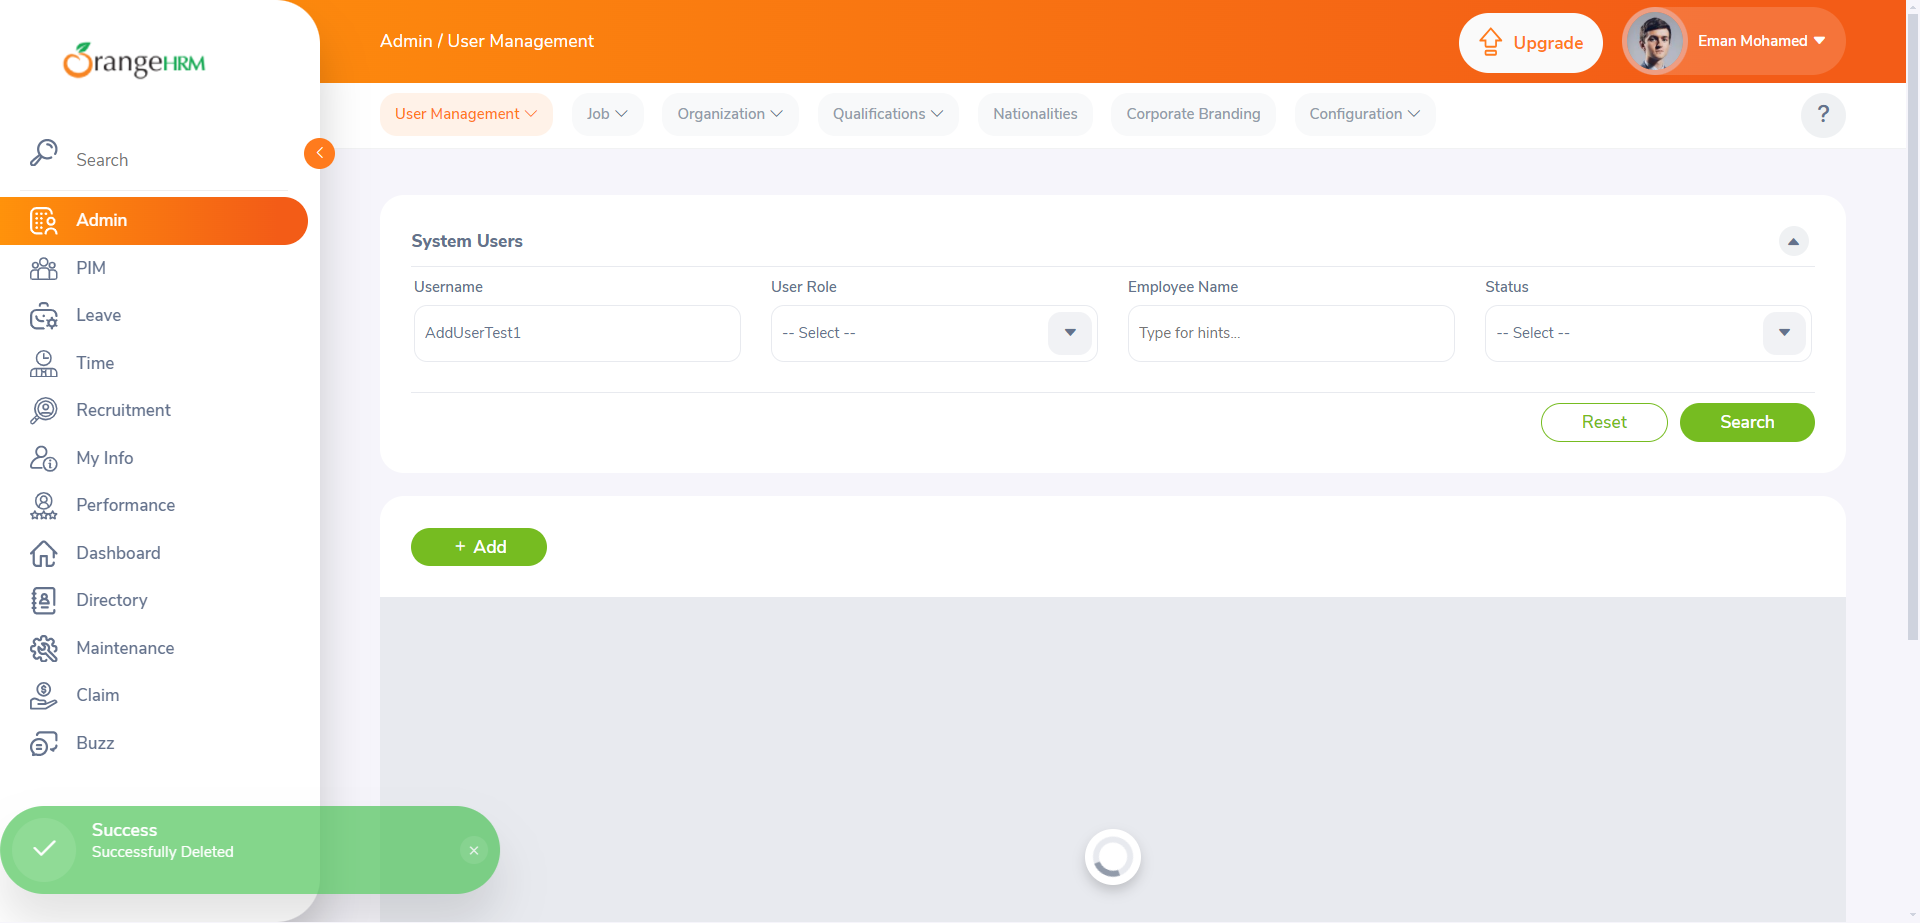 OrangeHRM
Admin / User Management
Upgrade
Eman Mohamed
User Management
Job
Organization
Qualifications
Nationalities
Corporate Branding
Configuration
?
Search
Admin
PIM
Leave
Time
Recruitment
My Info
Performance
Dashboard
Directory
Maintenance
Claim
Buzz
System Users
Username
User Role
Employee Name
Status
AddUserTest1
-- Select --
Type for hints...
-- Select --
Reset
Search
+ Add
Success
Successfully Deleted